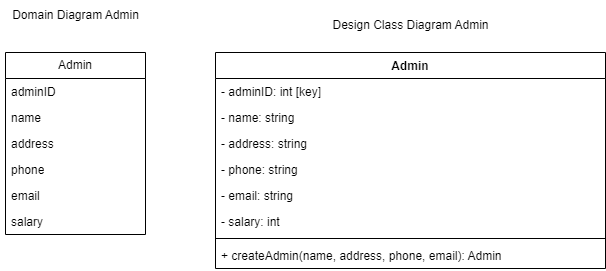 Domain Diagram Admin
Admin
adminID
name
address
phone
email
salary
Design Class Diagram Admin
Admin
- adminID: int [key]
- name: string
- address: string
- phone: string
- email: string
- salary: int
+ createAdmin(name, address, phone, email): Admin